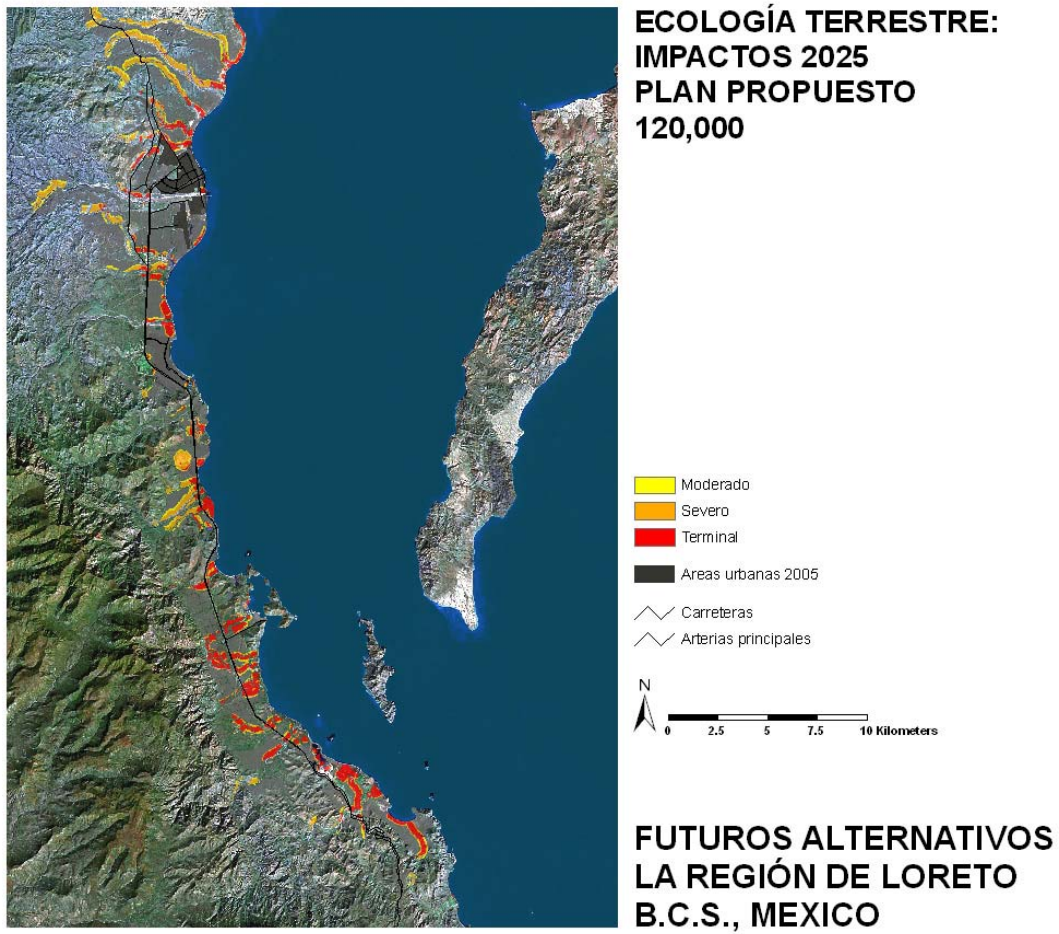 ECOLOGÍA TERRESTRE:
IMPACTOS 2025
PLAN PROPUESTO
120,000
Moderado
Severo
Terminal
Areas urbanas 2005
Carreteras
Arterias principales
N
0 2.5 5 7.5 10 Kilometers
FUTUROS ALTERNATIVOS
LA REGIÓN DE LORETO
B.C.S., MEXICO